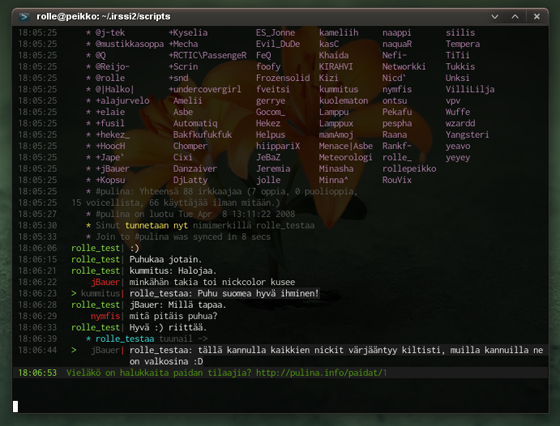 rolle@peikko: ~/.irssi2/scripts
18:05:25 * @j-tek +Kyselia ES_Jonne kameliih naappi siilis
18:05:25 * @mustikkasoppa +Mecha Evil_DuDe kasC naquaR Tempera
18:05:25 * @Q +RCTIC\PassengeR FeQ Khaida Nefi- TiTii
18:05:25 * @Reijo- +Scrin foofy KIRAHVI Networkki Tukkis
18:05:25 * @rolle +snd Frozensolid Kizi Nicd` Unksi
18:05:25 * @|Halko| +undercovergirl fveitsi kummitus nymfis VilliLilja
18:05:25 * +alajurvelo Amelii gerrye kuolematon ontsu vpv
18:05:25 * +elaie Asbe Gocom_ Lamppu Pekafu Wuffe
18:05:25 * +fusil Automatiq Hekez Lamppux pespha wzardd
18:05:25 * +hekez_ Bakfkufukfuk Helpus mamAmoj Raana Yangsteri
18:05:25 * +HoocH Chomper hiippariX Menace|Asbe Rankf- yeavo
18:05:25 * +Jape` Cixi JeBaZ Meteorologi rolle_ yeyey
18:05:25 * +jBauer Danzaiver Jeremia Minasha rollepeikko
18:05:25 * +Kopsu DjLatty jolle Minna^ RouVix
18:05:25 * #pulina: Yhteensä 88 irkkaajaa (7 oppia, 0 puolioppia,
15 voicellista, 66 käyttäjää ilman mitään.)
18:05:27 * #pulina on luotu Tue Apr 8 13:11:22 2008
18:05:30 * Sinut tunnetaan nyt nimimerkillä rolle_testaa
18:05:33 * Join to #pulina was synced in 8 secs
18:06:06 rolle_test| :)
18:06:15 rolle_test| Puhukaa jotain.
18:06:21 rolle_test| kummitus: Halojaa.
18:06:22 jBauer| minkähän takia toi nickcolor kusee
18:06:23 > kummitus| rolle_testaa: Puhu suomea hyvä ihminen!
18:06:28 rolle_test| jBauer: Millä tapaa.
18:06:29 nymfis| mitä pitäis puhua?
18:06:33 rolle_test| Hyvä :) riittää.
18:06:39 * rolle_testaa tuunail ->
18:06:44 > jBauer| rolle_testaa: tällä kannulla kaikkien nickit värjääntyy kiltisti, muilla kannuilla ne
on valkosina :D
18:06:53 Vieläkö on halukkaita paidan tilaajia? http://pulina.info/paidat/1